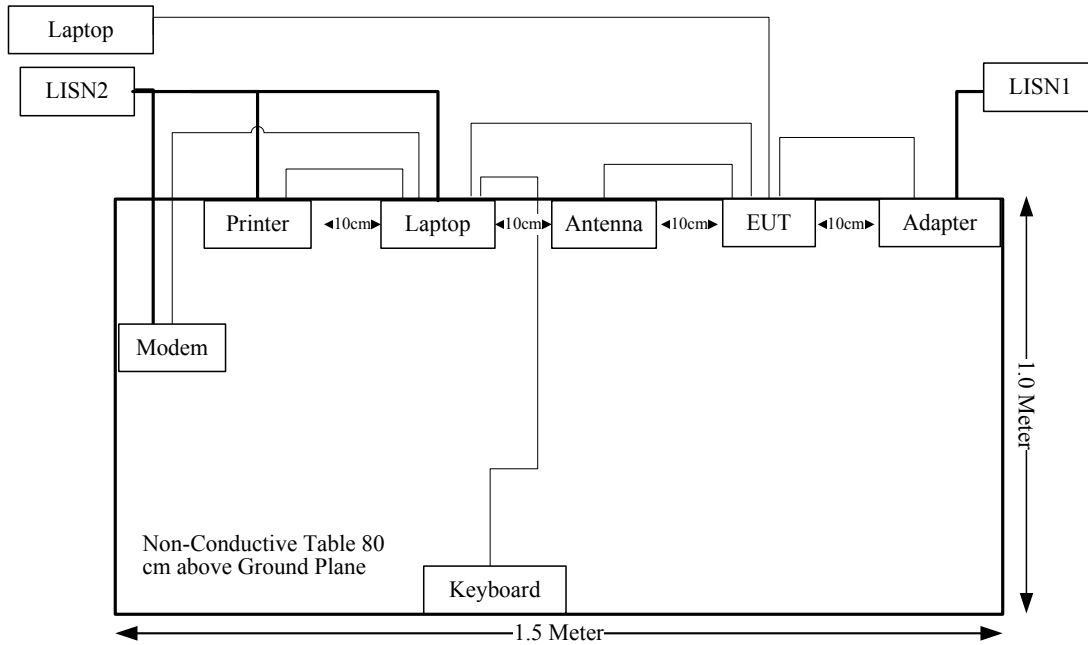 Laptop
LISN2
LISN1
Printer
10cm
Laptop
10cm
Antenna
10cm
EUT
10cm
Adapter
Modem
1.0 Meter
Non-Conductive Table 80
cm above Ground Plane
Keyboard
1.5 Meter